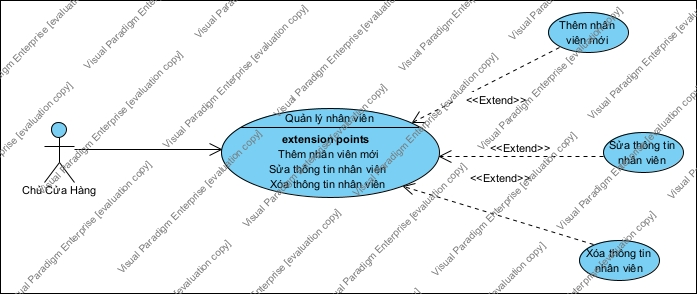 Thêm nhân
viên mới
<<Extend>>
Quản lý nhân viên
extension points
Thêm nhân viên mới
Sửa thông tin nhân viên
Xóa thông tin nhân viên
<<Extend>>
Sửa thông tin
nhân viên
<<Extend>>
Chủ Cửa Hàng
Xóa thông tin
nhân viên
Visual Paradigm Enterprise [evaluation copy]